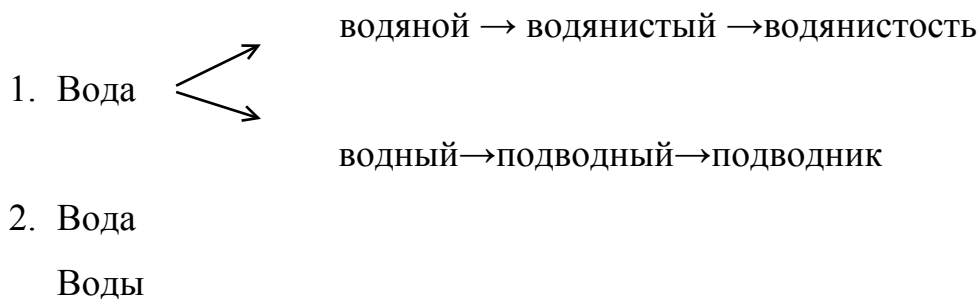 водяной → водянистый →водянистость
1. Вода
водный→подводный→подводник
2. Вода
Воды